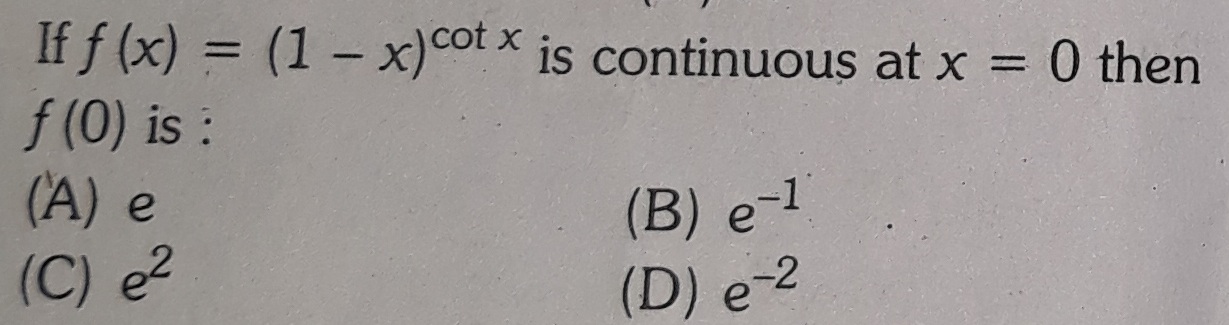 If f (x) = (1 – x)^cot x is continuous at x = 0 then
f (0) is :
(A) e (B) e^–1
(C) e^2 (D) e^–2